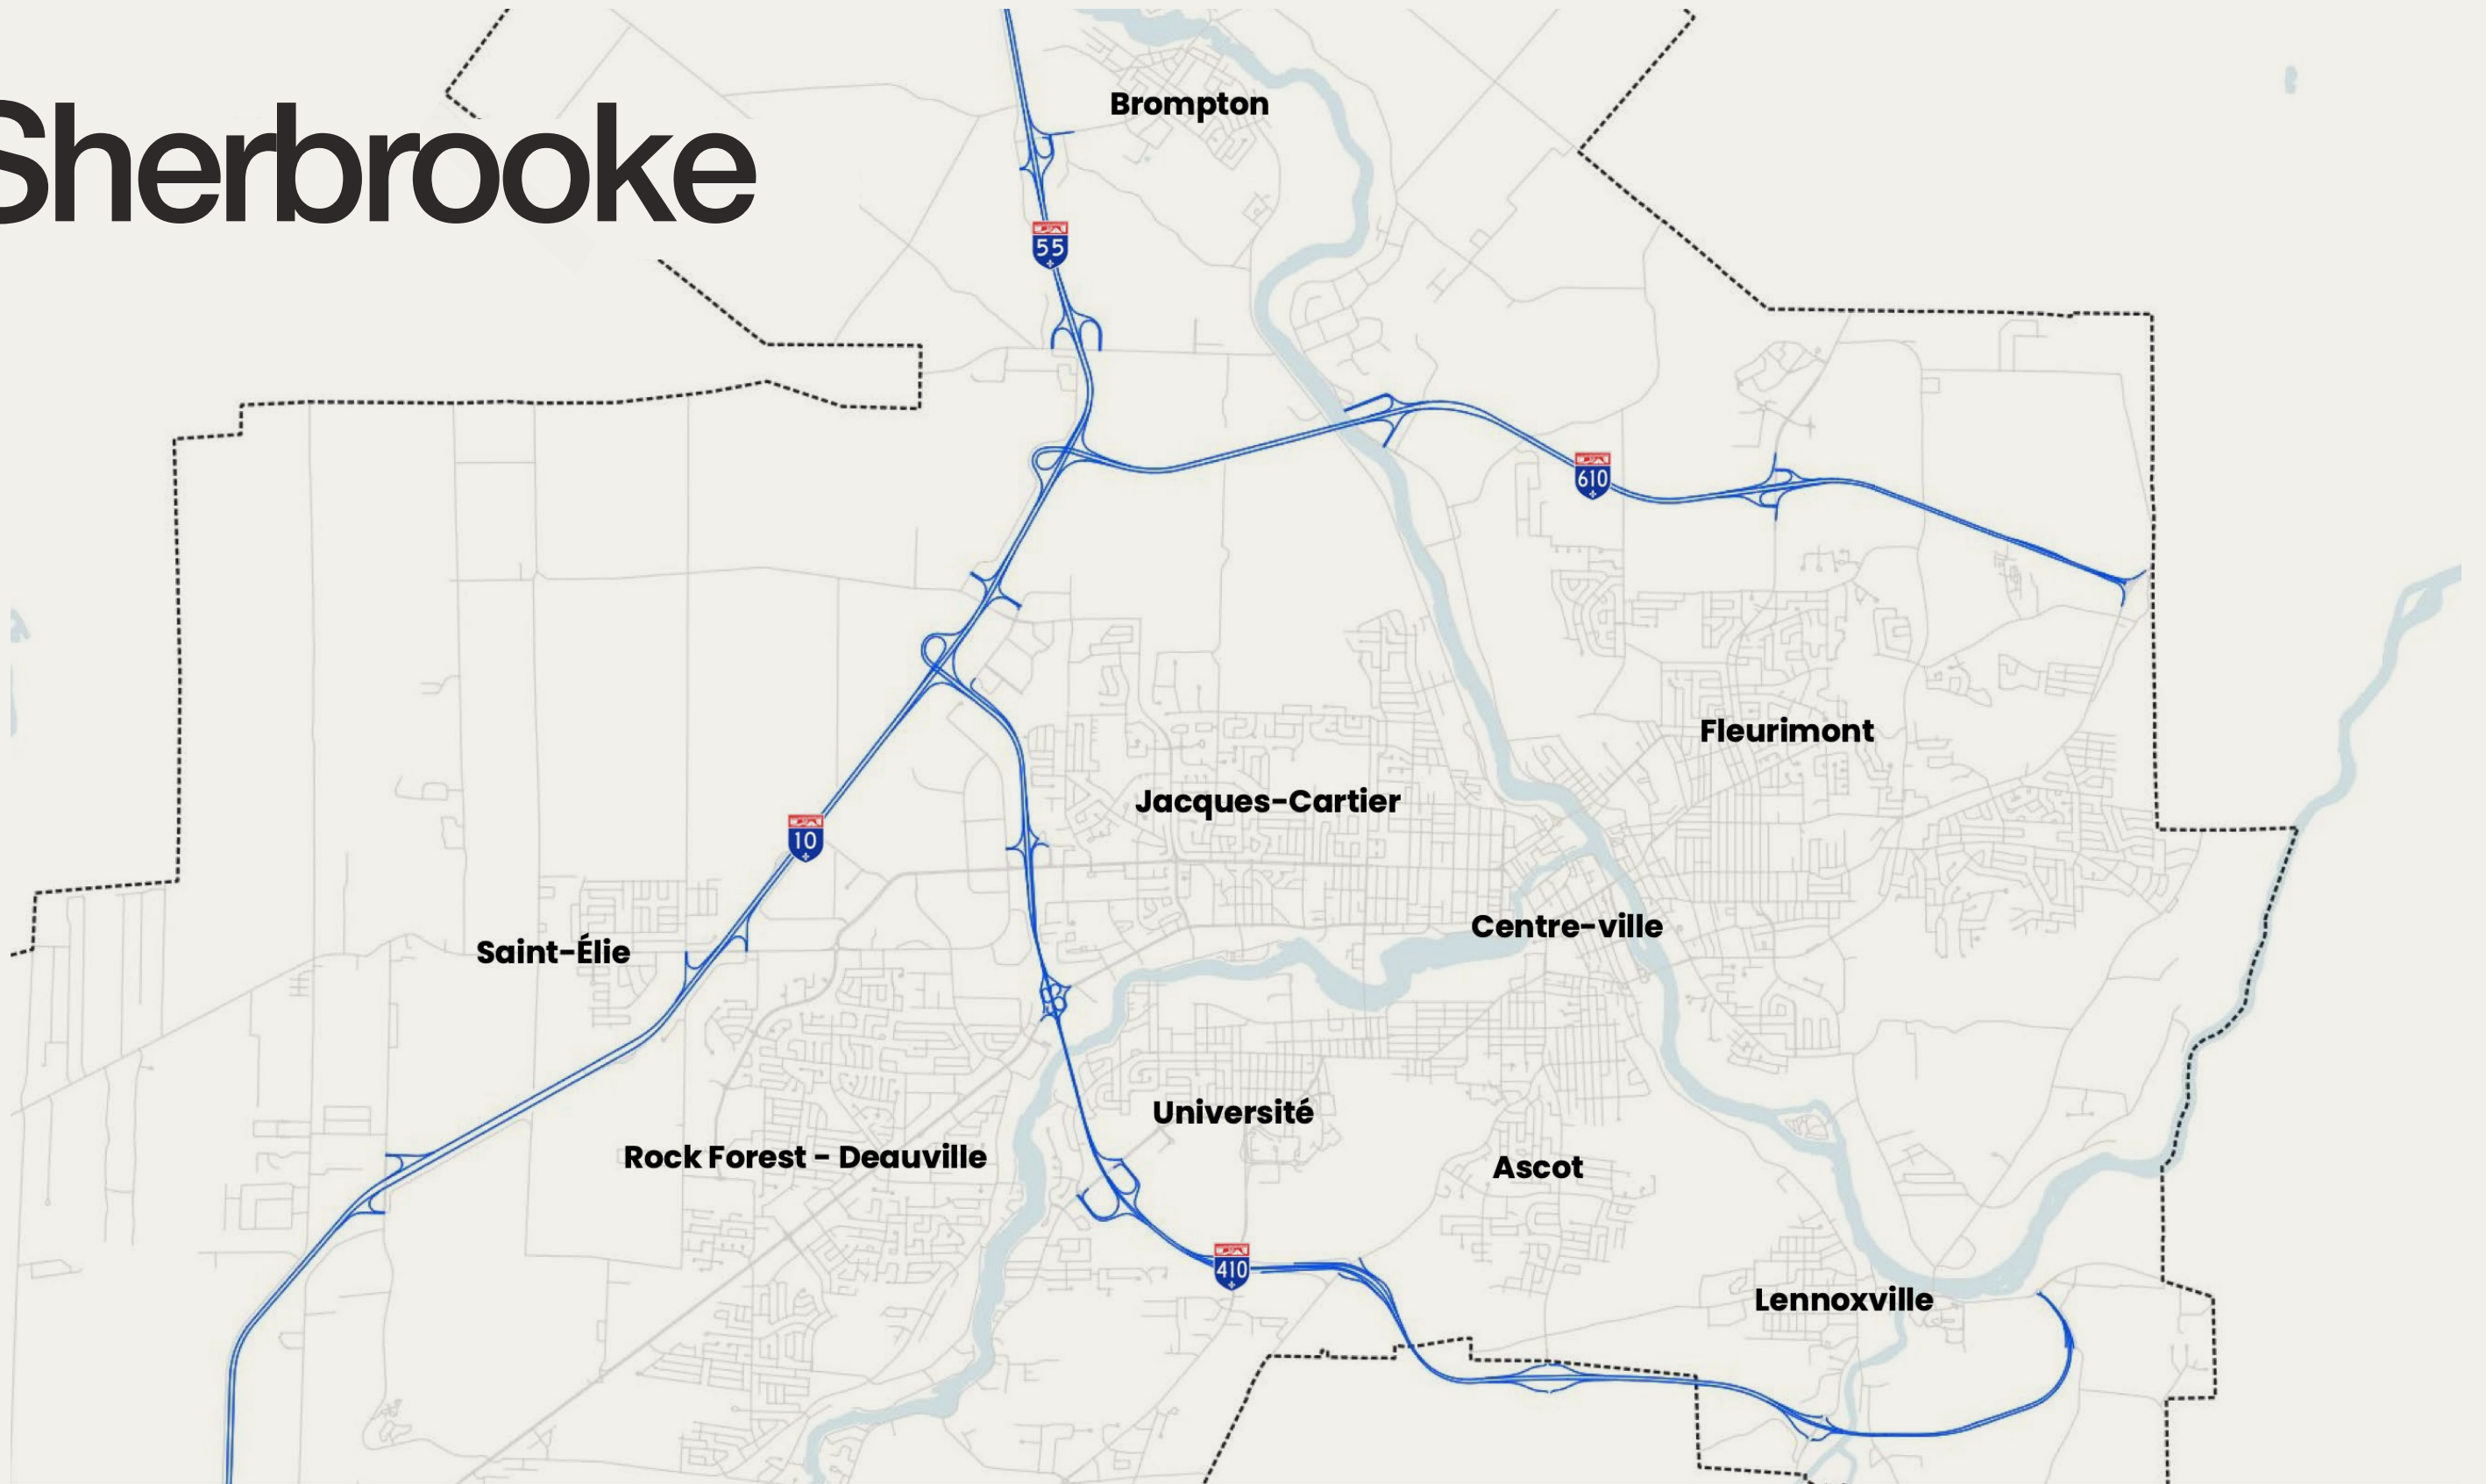 Brompton
Sherbrooke
55
610
Fleurimont
Jacques-Cartier
10
Centre-ville
Saint-Élie
Université
Rock Forest - Deauville
Ascot
410
Lennoxville